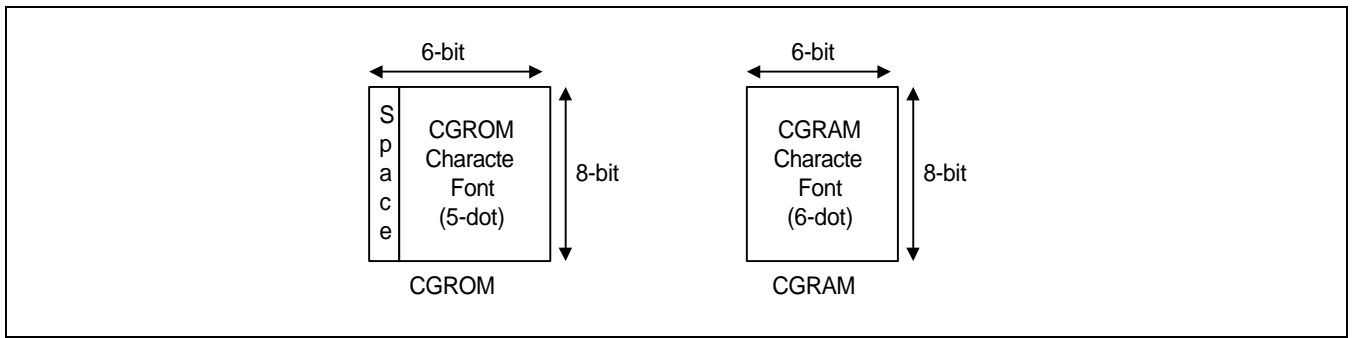 6-bit
S
p
a
c
e
CGROM
Characte
Font
(5-dot)
8-bit
CGROM
6-bit
CGRAM
Characte
Font
(6-dot)
8-bit
CGRAM